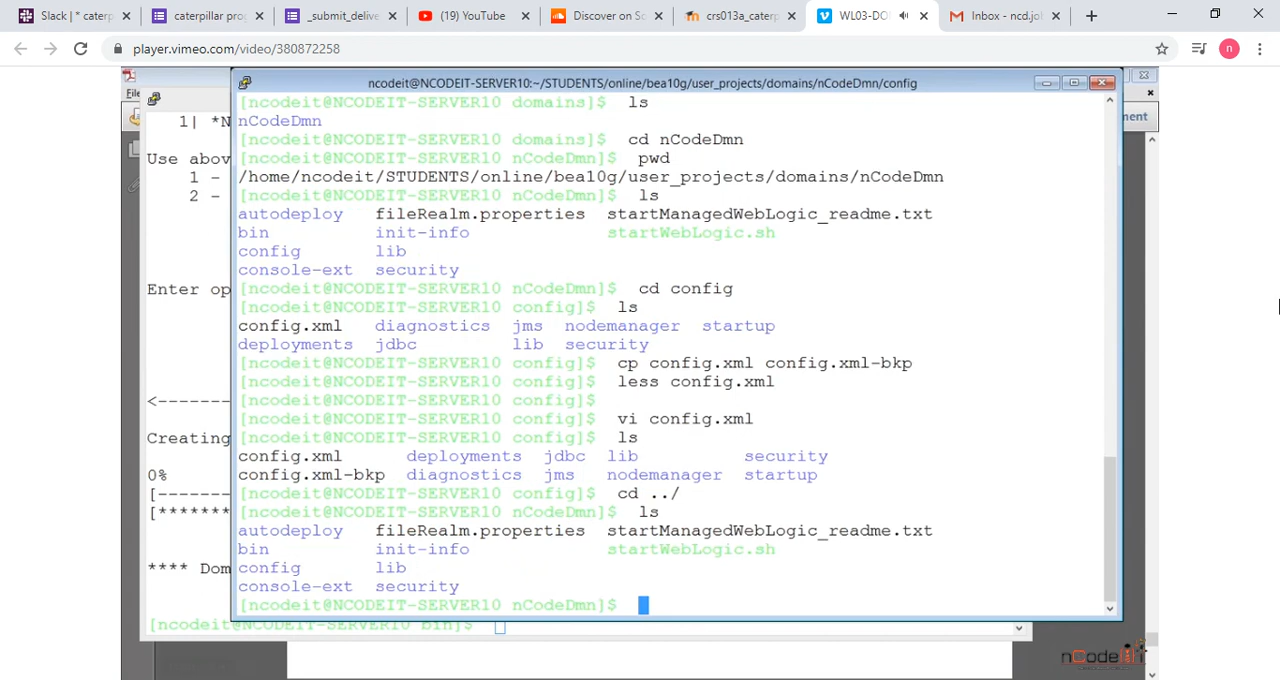 Slack | * caterp
caterpillar pro
_submit_delive
(19) YouTube
Discover on So
crs013a_caterp
WL03-DO
Inbox - ncd.jo
player.vimeo.com/video/380872258
n
ncodeit@NCODEIT-SERVER10:~/STUDENTS/online/bea10g/user_projects/domains/nCodeDmn/config
[ncodeit@NCODEIT-SERVER10 domains]$ ls
nCodeDmn
[ncodeit@NCODEIT-SERVER10 domains]$ cd nCodeDmn
[ncodeit@NCODEIT-SERVER10 nCodeDmn]$ pwd
/home/ncodeit/STUDENTS/online/bea10g/user_projects/domains/nCodeDmn
[ncodeit@NCODEIT-SERVER10 nCodeDmn]$ ls
autodeploy fileRealm.properties startManagedWebLogic_readme.txt
bin init-info startWebLogic.sh
config lib
console-ext security
[ncodeit@NCODEIT-SERVER10 nCodeDmn]$ cd config
[ncodeit@NCODEIT-SERVER10 config]$ ls
config.xml diagnostics jms nodemanager startup
deployments jdbc lib security
[ncodeit@NCODEIT-SERVER10 config]$ cp config.xml config.xml-bkp
[ncodeit@NCODEIT-SERVER10 config]$ less config.xml
[ncodeit@NCODEIT-SERVER10 config]$
[ncodeit@NCODEIT-SERVER10 config]$ vi config.xml
[ncodeit@NCODEIT-SERVER10 config]$ ls
config.xml deployments jdbc lib security
config.xml-bkp diagnostics jms nodemanager startup
[ncodeit@NCODEIT-SERVER10 config]$ cd ../
[ncodeit@NCODEIT-SERVER10 nCodeDmn]$ ls
autodeploy fileRealm.properties startManagedWebLogic_readme.txt
bin init-info startWebLogic.sh
config lib
console-ext security
[ncodeit@NCODEIT-SERVER10 nCodeDmn]$
File
1| *N
Use abov
1 -
2 -
Enter op
<-------
Creating
0%
[-------
[*******
**** Dom
[ncodeit@NCODEIT-SERVER10 bin]$
ment
nCodeIT